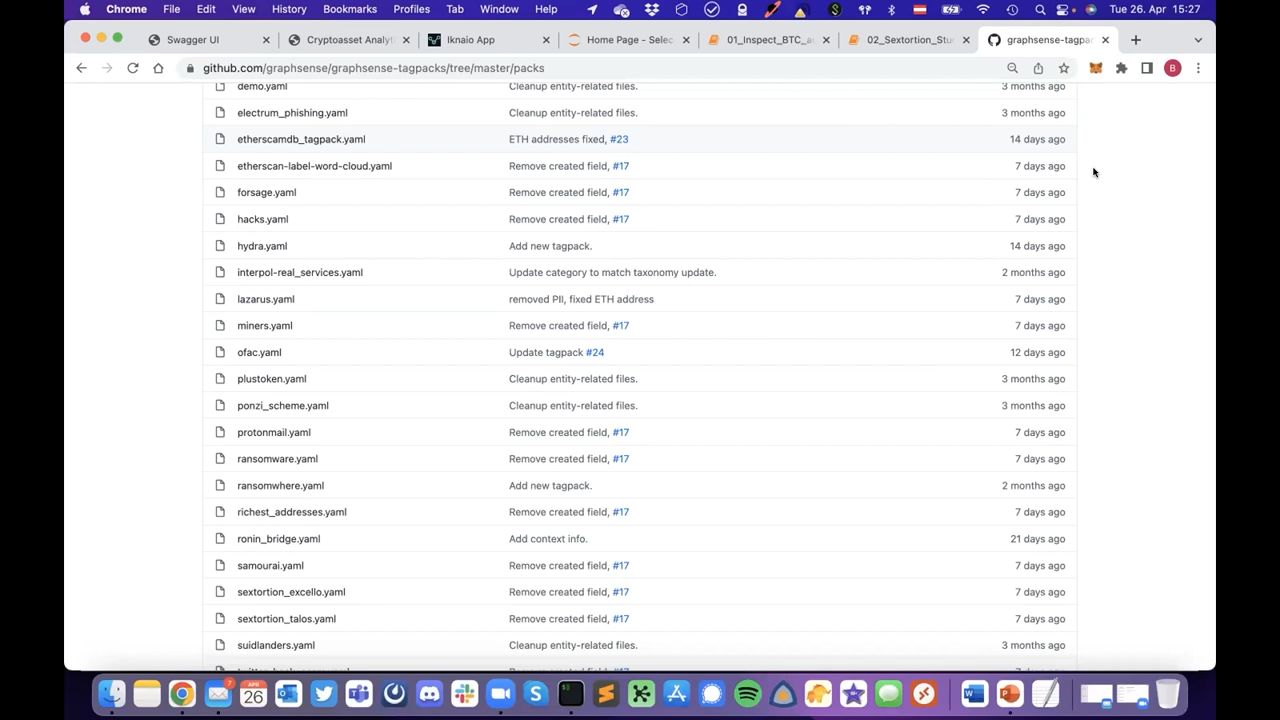 Chrome File Edit View History Bookmarks Profiles Tab Window Help Tue 26. Apr 15:27
Swagger UI Cryptoasset Analyt Iknaio App Home Page - Selec 01_Inspect_BTC_a 02_Sextortion_Stu graphsense-tagpac
github.com/graphsense/graphsense-tagpacks/tree/master/packs B
demo.yaml Cleanup entity-related files. 3 months ago
electrum_phishing.yaml Cleanup entity-related files. 3 months ago
etherscamdb_tagpack.yaml ETH addresses fixed, #23 14 days ago
etherscan-label-word-cloud.yaml Remove created field, #17 7 days ago
forsage.yaml Remove created field, #17 7 days ago
hacks.yaml Remove created field, #17 7 days ago
hydra.yaml Add new tagpack. 14 days ago
interpol-real_services.yaml Update category to match taxonomy update. 2 months ago
lazarus.yaml removed PII, fixed ETH address 7 days ago
miners.yaml Remove created field, #17 7 days ago
ofac.yaml Update tagpack #24 12 days ago
plustoken.yaml Cleanup entity-related files. 3 months ago
ponzi_scheme.yaml Cleanup entity-related files. 3 months ago
protonmail.yaml Remove created field, #17 7 days ago
ransomware.yaml Remove created field, #17 7 days ago
ransomwhere.yaml Add new tagpack. 2 months ago
richest_addresses.yaml Remove created field, #17 7 days ago
ronin_bridge.yaml Add context info. 21 days ago
samourai.yaml Remove created field, #17 7 days ago
sextortion_excello.yaml Remove created field, #17 7 days ago
sextortion_talos.yaml Remove created field, #17 7 days ago
suidlanders.yaml Cleanup entity-related files. 3 months ago
APR
26
7